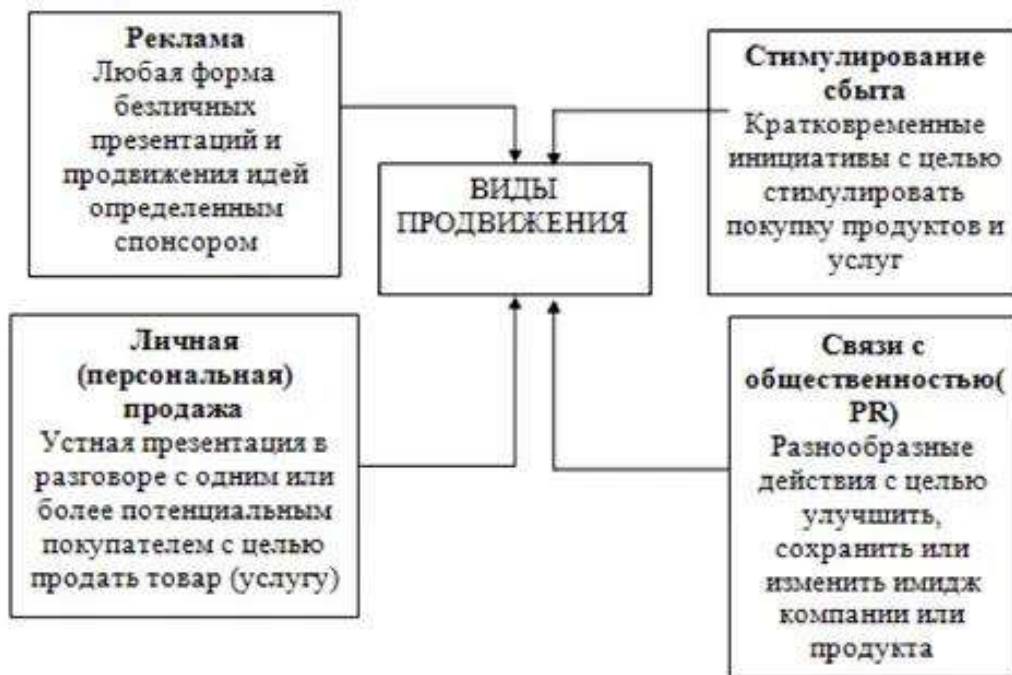 Реклама
Любая форма
безличных
презентаций и
продвижения идей
определенным
спонсором
Стимулирование
сбыта
Кратковременные
инициативы с целью
стимулировать
покупку продуктов и
услуг
ВИДЫ
ПРОДВИЖЕНИЯ
Личная
(персональная)
продажа
Устная презентация в
разговоре с одним или
более потенциальным
покупателем с целью
продать товар (услугу)
Связи с
общественностью(
PR)
Разнообразные
действия с целью
улучшить,
сохранить или
изменить имидж
компании или
продукта